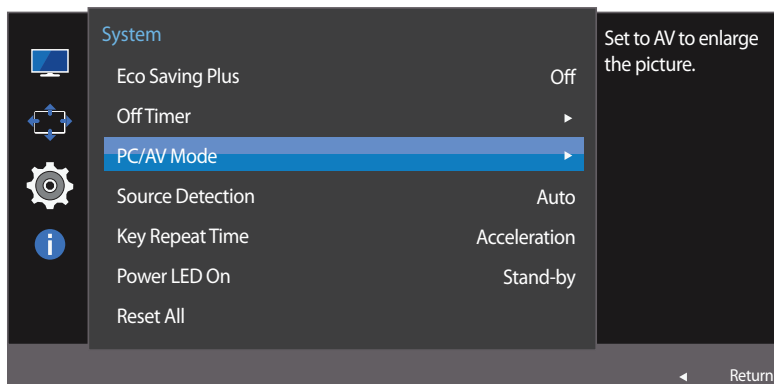 System
Eco Saving Plus Off
Off Timer
PC/AV Mode
Source Detection Auto
Key Repeat Time Acceleration
Power LED On Stand-by
Reset All
Set to AV to enlarge
the picture.
Return